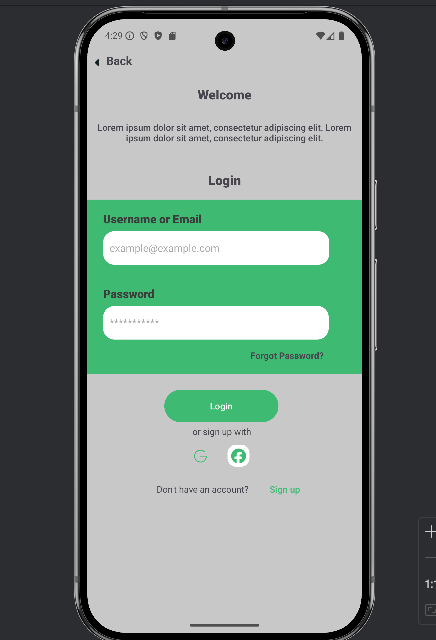 4:29
Back
Welcome
Lorem ipsum dolor sit amet, consectetur adipiscing elit. Lorem
ipsum dolor sit amet, consectetur adipiscing elit.
Login
Username or Email
example@example.com
Password
***********
Forgot Password?
Login
or sign up with
G
Don't have an account? Sign up